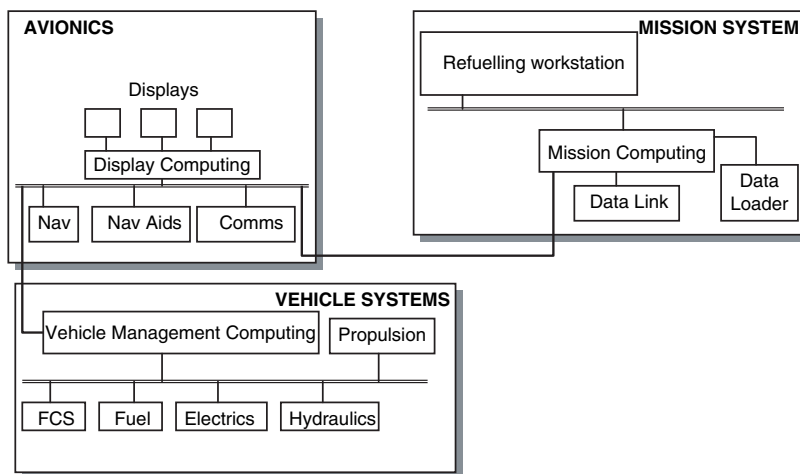 AVIONICS
Displays
Display Computing
Nav
Nav Aids
Comms
MISSION SYSTEM
Refuelling workstation
Mission Computing
Data Link
Data
Loader
VEHICLE SYSTEMS
Vehicle Management Computing
Propulsion
FCS
Fuel
Electrics
Hydraulics